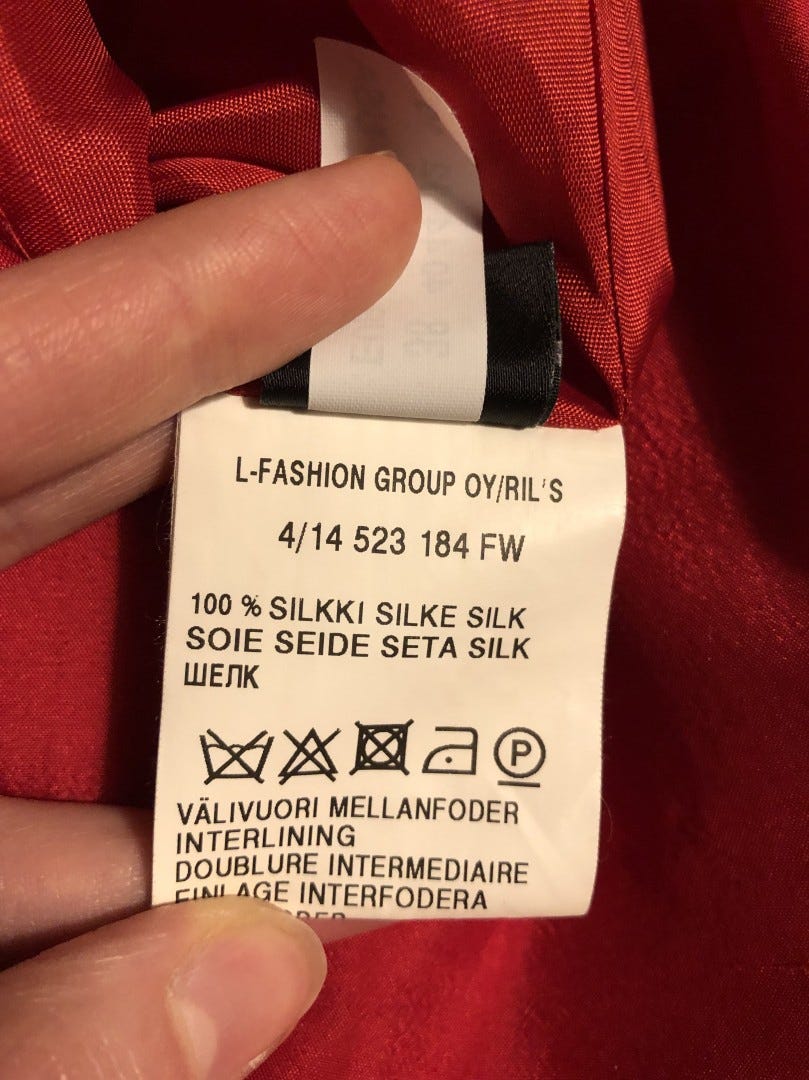 L-FASHION GROUP OY/RIL'S
4/14 523 184 FW
100 % SILKKI SILKE SILK
SOIE SEIDE SETA SILK
ШЕЛК
P
VÄLIVUORI MELLANFODER
INTERLINING
DOUBLURE INTERMEDIAIRE
EINLAGE INTERFODERA